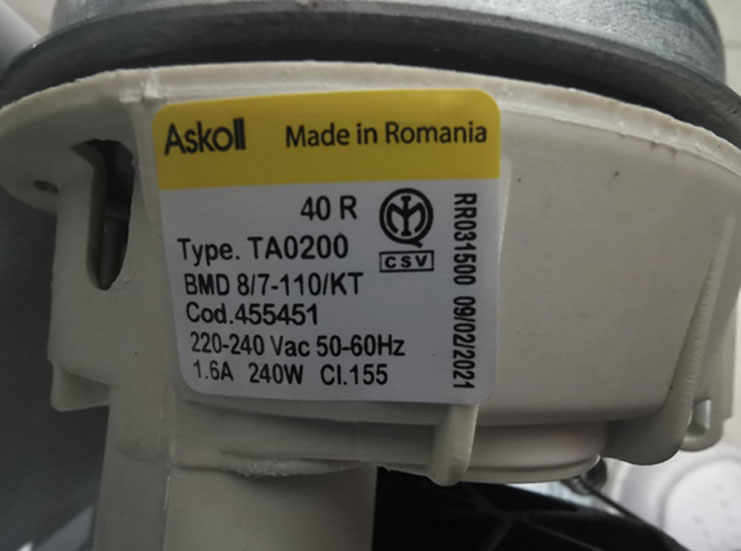 Askoll Made in Romania
40 R
Type. TA0200
BMD 8/7-110/KT
Cod.455451
220-240 Vac 50-60Hz
1.6A 240W Cl.155
CSV
RR031500 09/02/2021